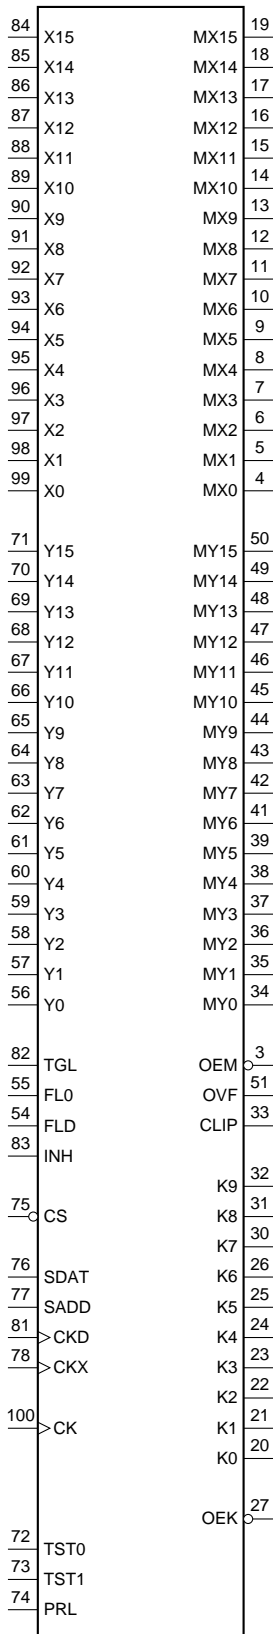 84 X15 MX15 19
85 X14 MX14 18
86 X13 MX13 17
87 X12 MX12 16
88 X11 MX11 15
89 X10 MX10 14
90 X9 MX9 13
91 X8 MX8 12
92 X7 MX7 11
93 X6 MX6 10
94 X5 MX5 9
95 X4 MX4 8
96 X3 MX3 7
97 X2 MX2 6
98 X1 MX1 5
99 X0 MX0 4
71 Y15 MY15 50
70 Y14 MY14 49
69 Y13 MY13 48
68 Y12 MY12 47
67 Y11 MY11 46
66 Y10 MY10 45
65 Y9 MY9 44
64 Y8 MY8 43
63 Y7 MY7 42
62 Y6 MY6 41
61 Y5 MY5 39
60 Y4 MY4 38
59 Y3 MY3 37
58 Y2 MY2 36
57 Y1 MY1 35
56 Y0 MY0 34
82 TGL OEM 3
55 FL0 OVF 51
54 FLD CLIP 33
83 INH
K9 32
75 CS K8 31
K7 30
76 SDAT K6 26
77 SADD K5 25
81 CKD K4 24
78 CKX K3 23
K2 22
100 CK K1 21
K0 20
OEK 27
72 TST0
73 TST1
74 PRL